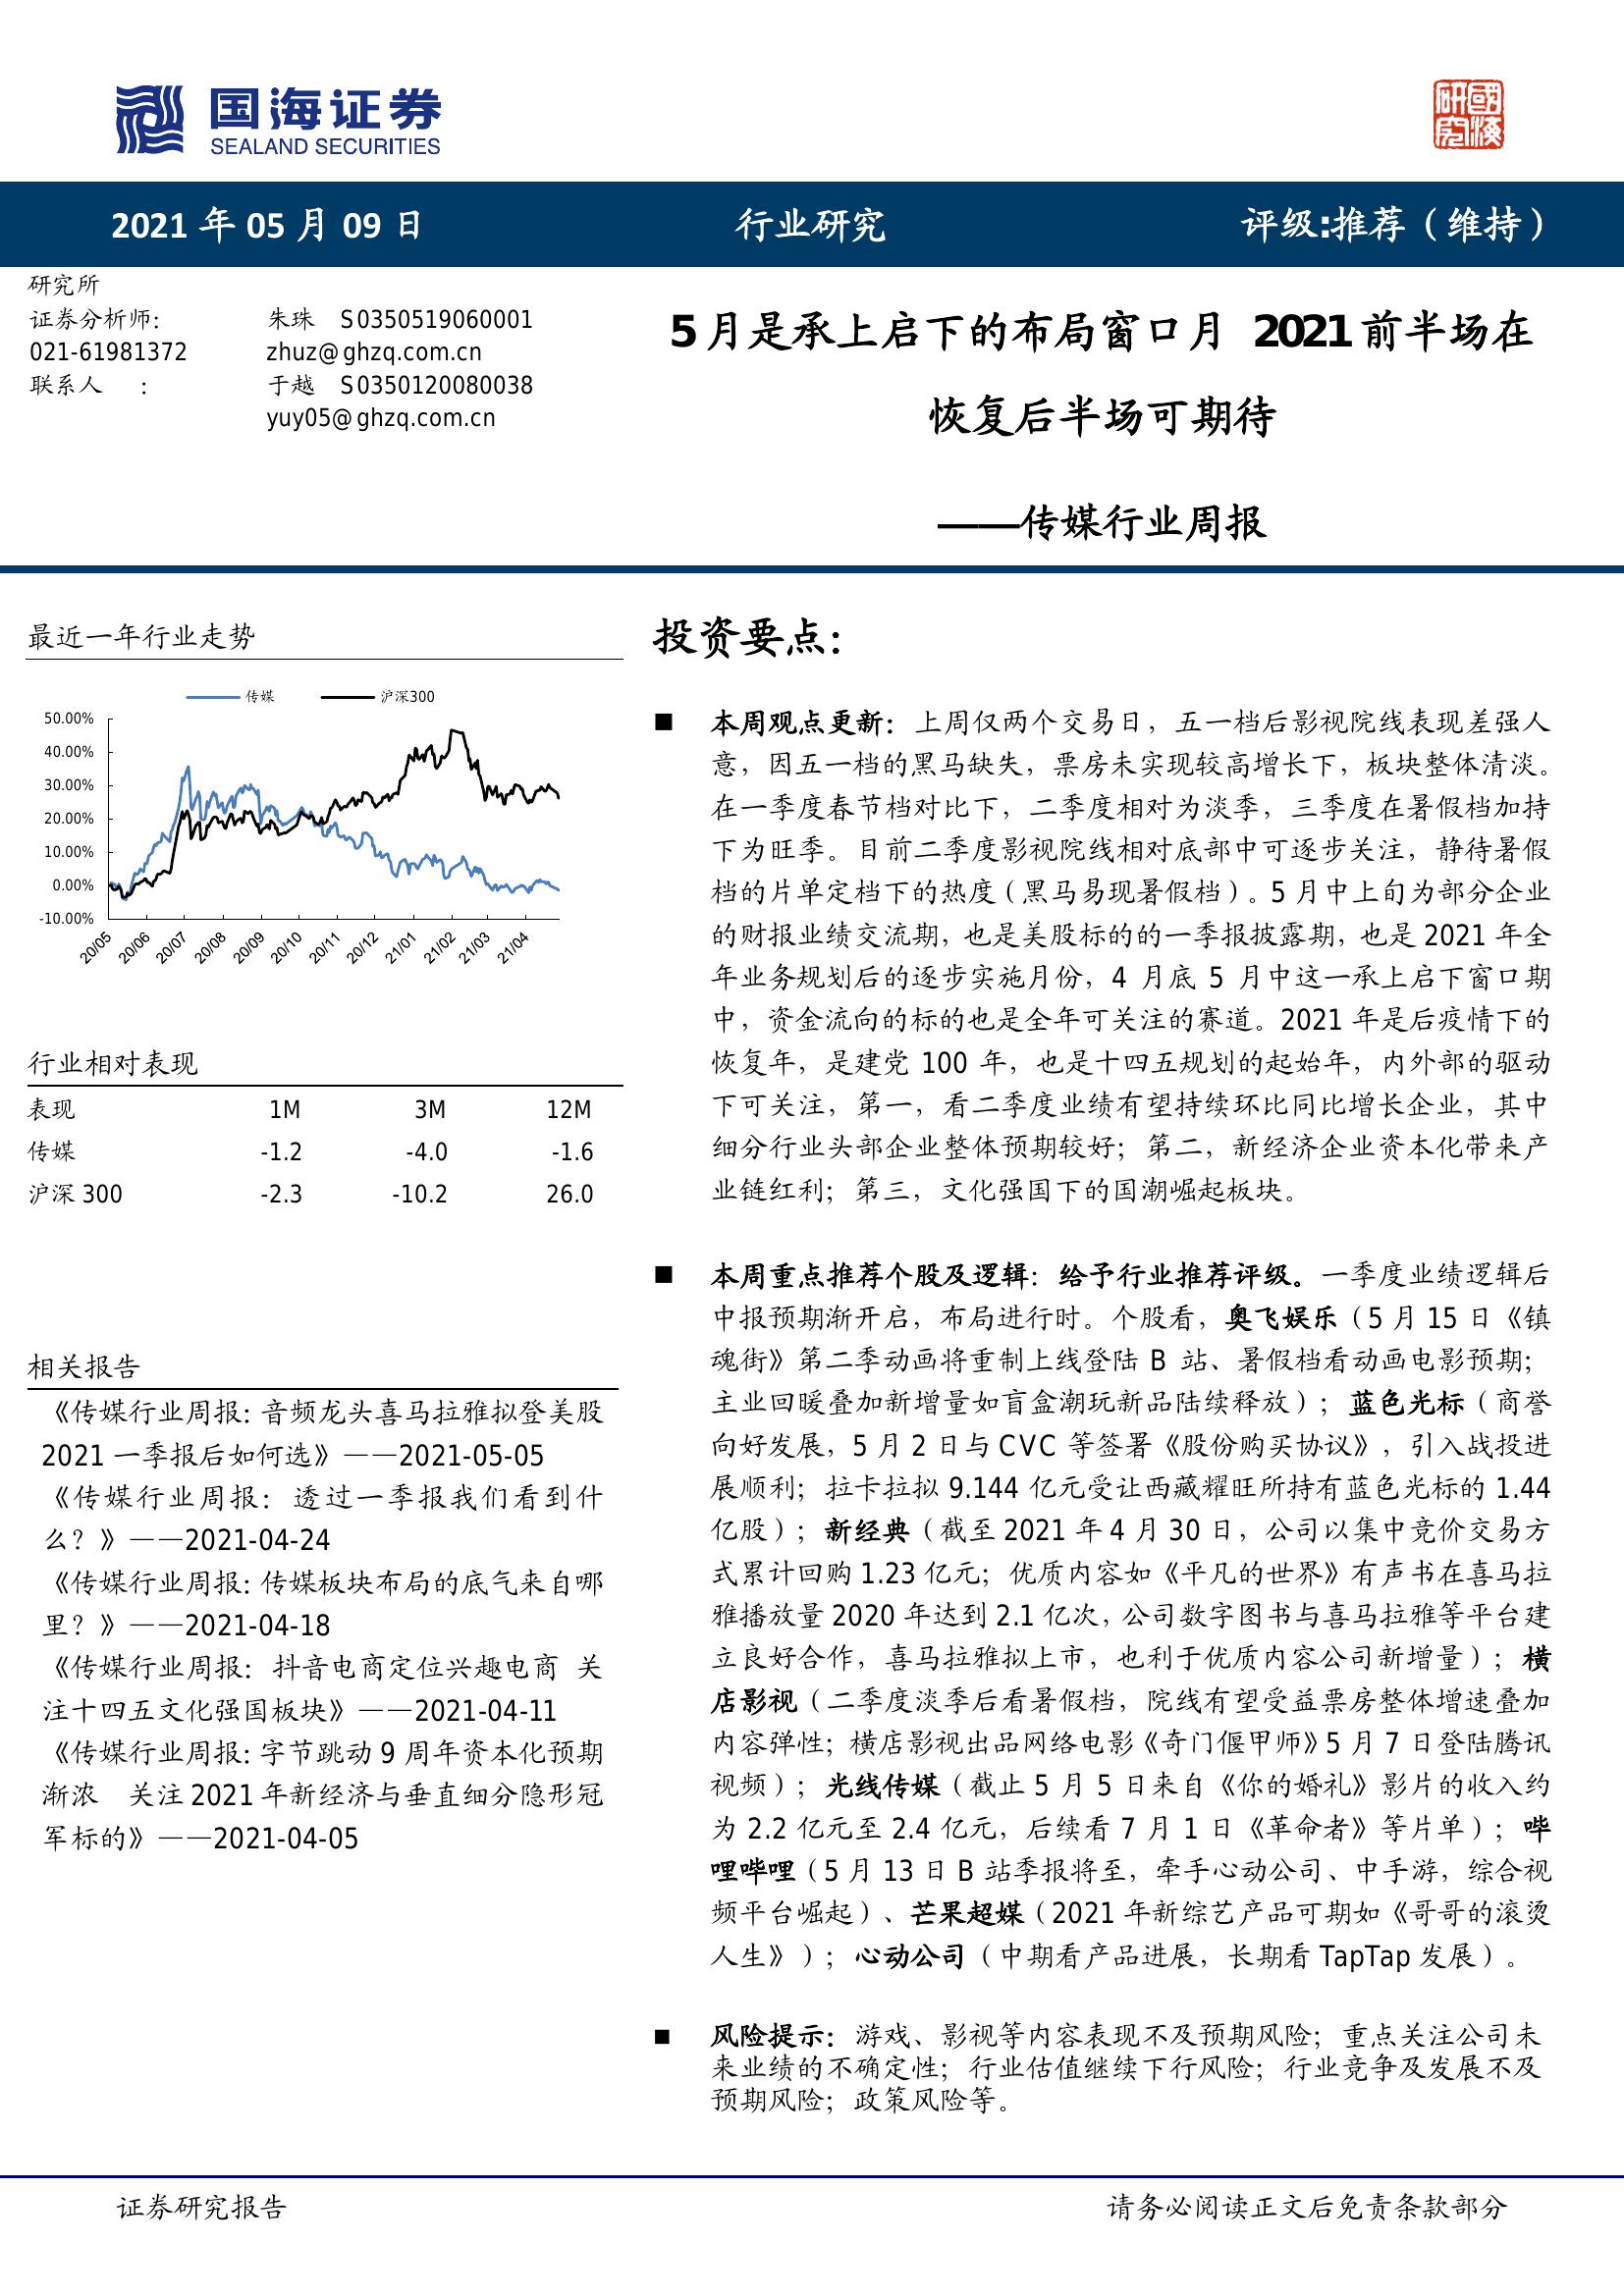 国海证券
SEALAND SECURITIES
研國
究海
2021 年 05 月 09 日
行业研究
评级:推荐（维持）
研究所
证券分析师: 朱珠 S0350519060001
021-61981372 zhuz@ghzq.com.cn
联系人 : 于越 S0350120080038
yuy05@ghzq.com.cn
5 月是承上启下的布局窗口月 2021 前半场在
恢复后半场可期待
——传媒行业周报
最近一年行业走势
传媒 沪深300
50.00%
40.00%
30.00%
20.00%
10.00%
0.00%
-10.00%
20/05 20/06 20/07 20/08 20/09 20/10 20/11 20/12 21/01 21/02 21/03 21/04
行业相对表现
表现 1M 3M 12M
传媒 -1.2 -4.0 -1.6
沪深 300 -2.3 -10.2 26.0
相关报告
《传媒行业周报：音频龙头喜马拉雅拟登美股
2021 一季报后如何选》——2021-05-05
《传媒行业周报：透过一季报我们看到什
么？》——2021-04-24
《传媒行业周报：传媒板块布局的底气来自哪
里？》——2021-04-18
《传媒行业周报：抖音电商定位兴趣电商 关
注十四五文化强国板块》——2021-04-11
《传媒行业周报：字节跳动 9 周年资本化预期
渐浓 关注 2021 年新经济与垂直细分隐形冠
军标的》——2021-04-05
投资要点：
■ 本周观点更新：上周仅两个交易日，五一档后影视院线表现差强人
意，因五一档的黑马缺失，票房未实现较高增长下，板块整体清淡。
在一季度春节档对比下，二季度相对为淡季，三季度在暑假档加持
下为旺季。目前二季度影视院线相对底部中可逐步关注，静待暑假
档的片单定档下的热度（黑马易现暑假档）。5 月中上旬为部分企业
的财报业绩交流期，也是美股标的的一季报披露期，也是 2021 年全
年业务规划后的逐步实施月份，4 月底 5 月中这一承上启下窗口期
中，资金流向的标的也是全年可关注的赛道。2021 年是后疫情下的
恢复年，是建党 100 年，也是十四五规划的起始年，内外部的驱动
下可关注，第一，看二季度业绩有望持续环比同比增长企业，其中
细分行业头部企业整体预期较好；第二，新经济企业资本化带来产
业链红利；第三，文化强国下的国潮崛起板块。
■ 本周重点推荐个股及逻辑：给予行业推荐评级。一季度业绩逻辑后
中报预期渐开启，布局进行时。个股看，奥飞娱乐（5 月 15 日《镇
魂街》第二季动画将重制上线登陆 B 站、暑假档看动画电影预期；
主业回暖叠加新增量如盲盒潮玩新品陆续释放）；蓝色光标（商誉
向好发展，5 月 2 日与 CVC 等签署《股份购买协议》，引入战投进
展顺利；拉卡拉拟 9.144 亿元受让西藏耀旺所持有蓝色光标的 1.44
亿股）；新经典（截至 2021 年 4 月 30 日，公司以集中竞价交易方
式累计回购 1.23 亿元；优质内容如《平凡的世界》有声书在喜马拉
雅播放量 2020 年达到 2.1 亿次，公司数字图书与喜马拉雅等平台建
立良好合作，喜马拉雅拟上市，也利于优质内容公司新增量）；横
店影视（二季度淡季后看暑假档，院线有望受益票房整体增速叠加
内容弹性；横店影视出品网络电影《奇门偃甲师》5 月 7 日登陆腾讯
视频）；光线传媒（截止 5 月 5 日来自《你的婚礼》影片的收入约
为 2.2 亿元至 2.4 亿元，后续看 7 月 1 日《革命者》等片单）；哔
哩哔哩（5 月 13 日 B 站季报将至，牵手心动公司、中手游，综合视
频平台崛起）、芒果超媒（2021 年新综艺产品可期如《哥哥的滚烫
人生》）；心动公司（中期看产品进展，长期看 TapTap 发展）。
■ 风险提示：游戏、影视等内容表现不及预期风险；重点关注公司未
来业绩的不确定性；行业估值继续下行风险；行业竞争及发展不及
预期风险；政策风险等。
证券研究报告
请务必阅读正文后免责条款部分